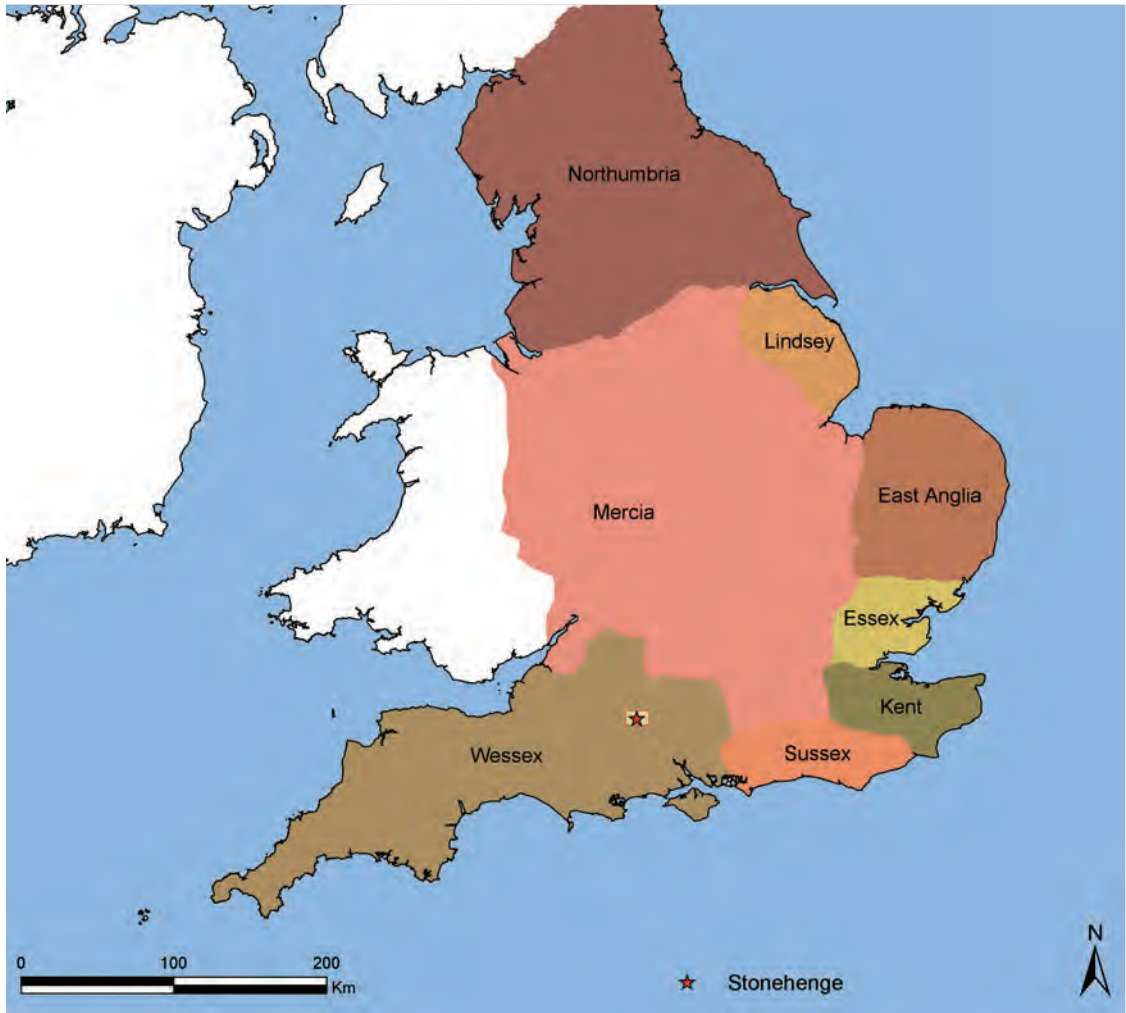 Northumbria
Lindsey
East Anglia
Mercia
Essex
Kent
Wessex
Sussex
0 100 200
Km
Stonehenge
N